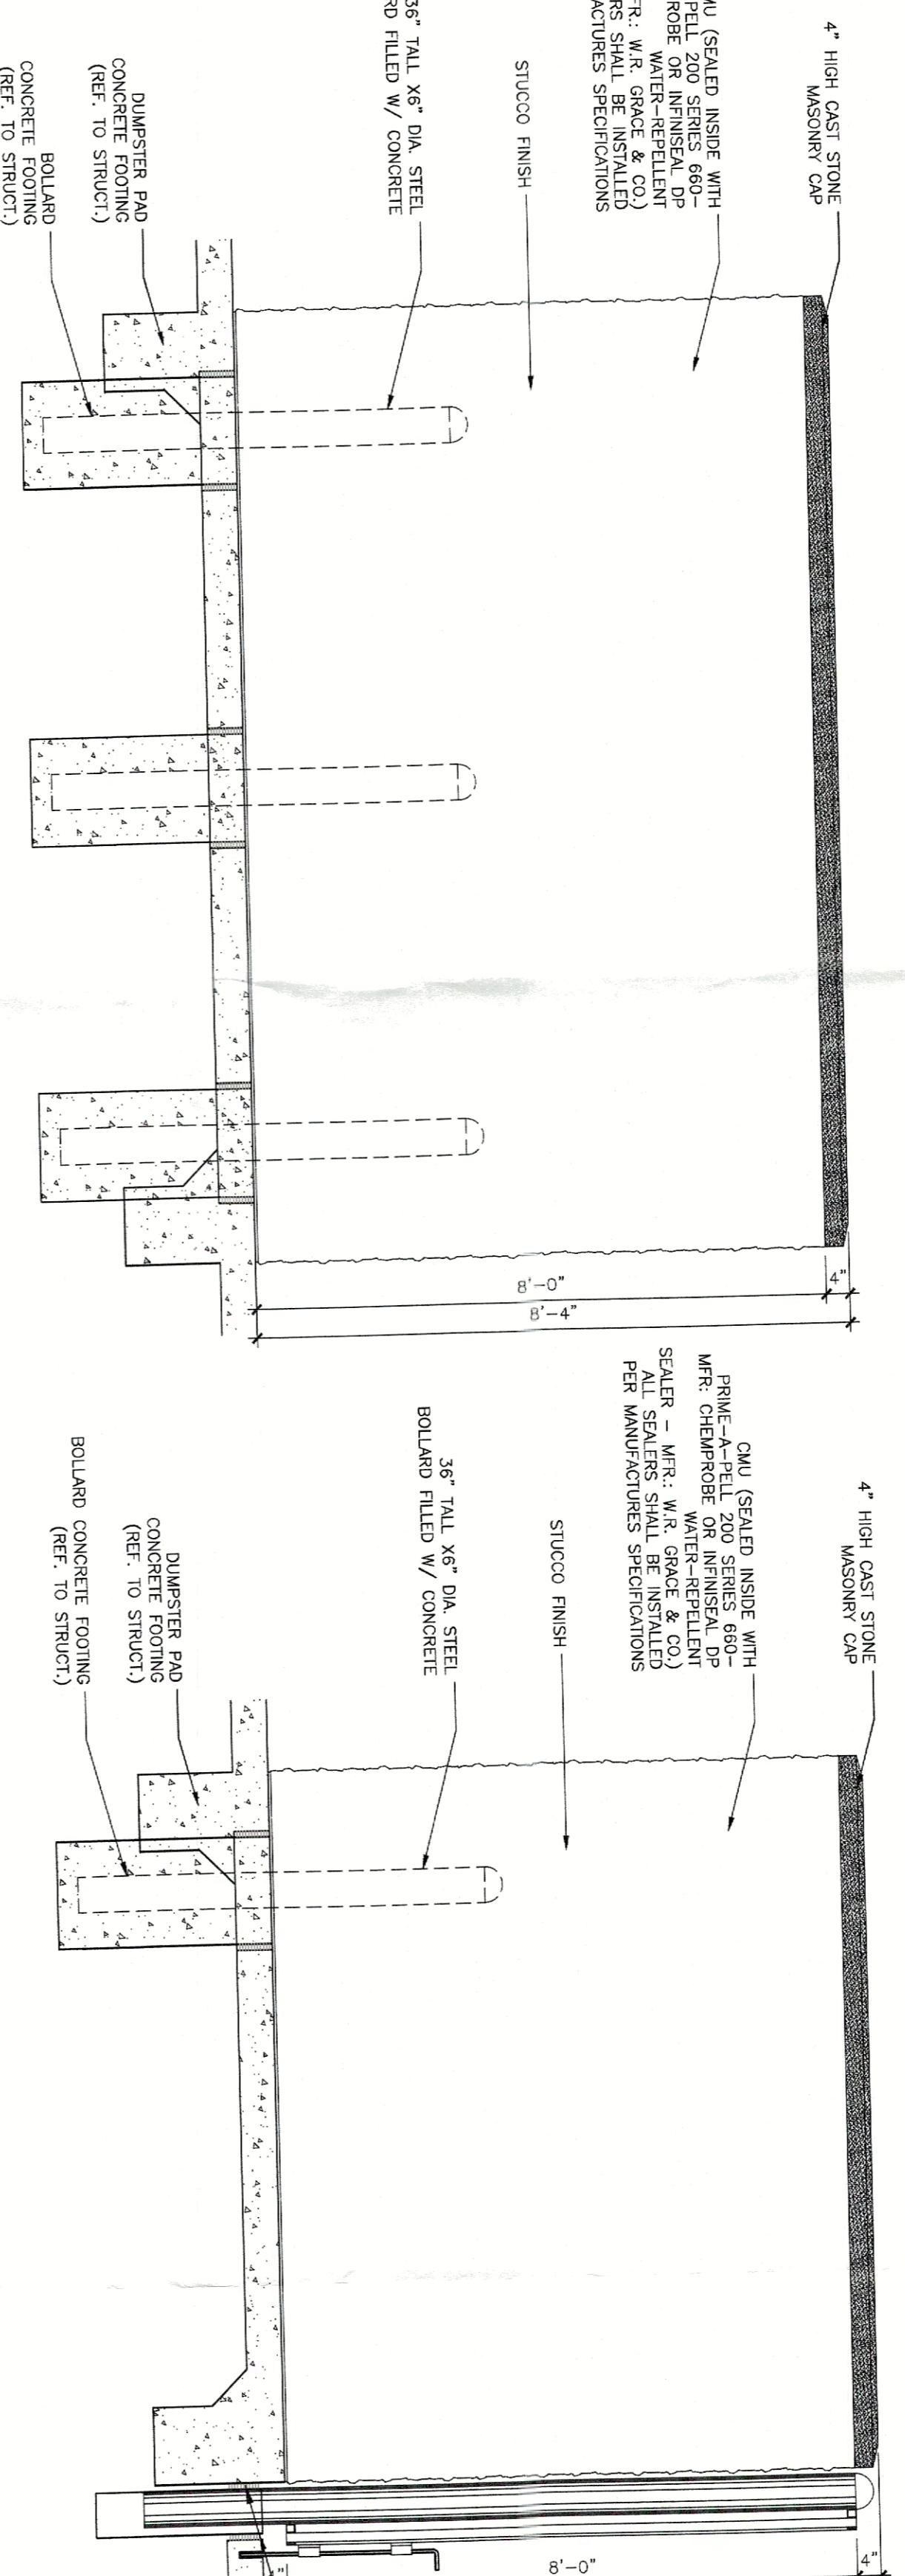 4" HIGH CAST STONE
MASONRY CAP
MU (SEALED INSIDE WITH
PELL 200 SERIES 660-
ROBE OR INFINISEAL DP
WATER-REPELLENT
FR.: W.R. GRACE & CO.)
RS SHALL BE INSTALLED
FACTURES SPECIFICATIONS
STUCCO FINISH
36" TALL X6" DIA. STEEL
RD FILLED W/ CONCRETE
DUMPSTER PAD
CONCRETE FOOTING
(REF. TO STRUCT.)
BOLLARD
CONCRETE FOOTING
(REF. TO STRUCT.)
4"
8'-0"
8'-4"
4" HIGH CAST STONE
MASONRY CAP
CMU (SEALED INSIDE WITH
PRIME-A-PELL 200 SERIES 660-
MFR: CHEMPROBE OR INFINISEAL DP
WATER-REPELLENT
SEALER - MFR.: W.R. GRACE & CO.)
ALL SEALERS SHALL BE INSTALLED
PER MANUFACTURES SPECIFICATIONS
STUCCO FINISH
36" TALL X6" DIA. STEEL
BOLLARD FILLED W/ CONCRETE
DUMPSTER PAD
CONCRETE FOOTING
(REF. TO STRUCT.)
BOLLARD CONCRETE FOOTING
(REF. TO STRUCT.)
4"
8'-0"